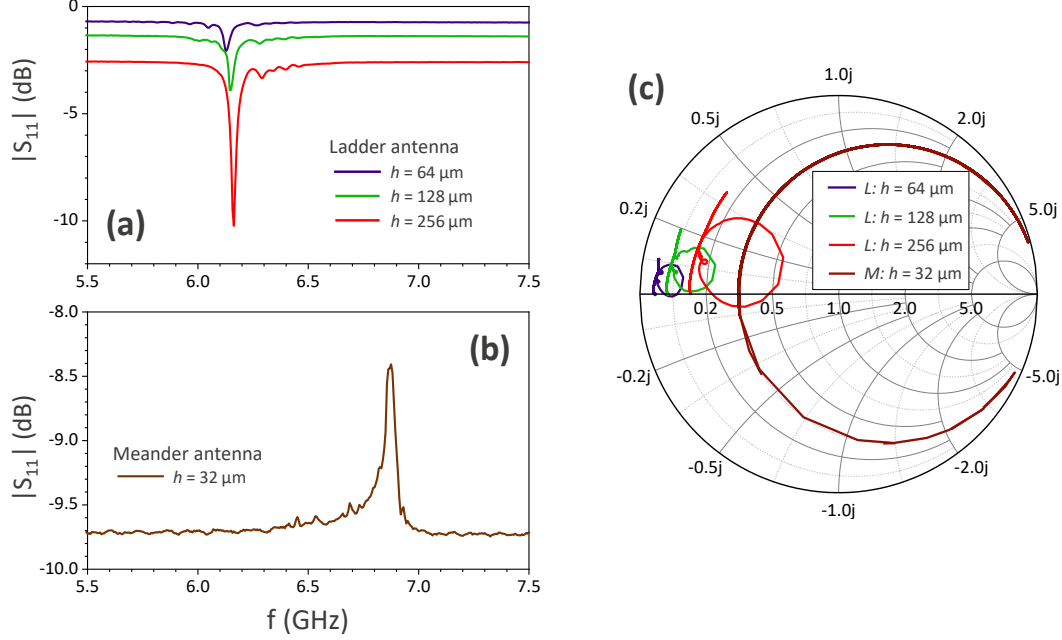 0
-5
-10
|S₁₁| (dB)
Ladder antenna
h = 64 μm
h = 128 μm
h = 256 μm
(a)
5.5 6.0 6.5 7.0 7.5
-8.0
-8.5
-9.0
-9.5
-10.0
|S₁₁| (dB)
(b)
Meander antenna
h = 32 μm
5.5 6.0 6.5 7.0 7.5
f (GHz)
(c)
1.0j
0.5j 2.0j
0.2j 5.0j
L: h = 64 μm
L: h = 128 μm
L: h = 256 μm
M: h = 32 μm
0.2 0.5 1.0 2.0 5.0
-0.2j -5.0j
-0.5j -2.0j
-1.0j